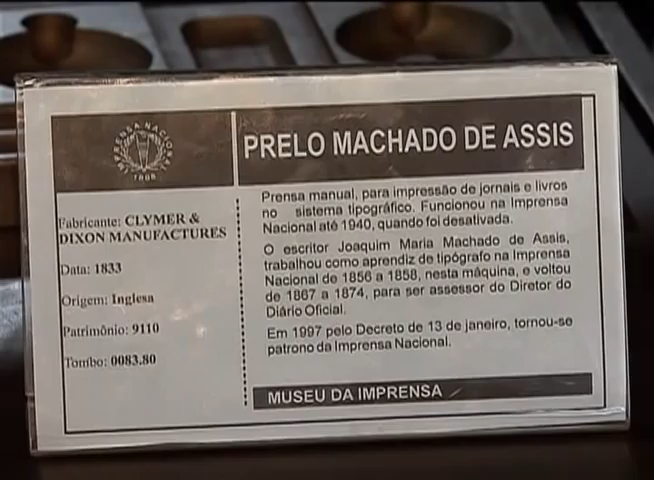 IMPRENSA NACIONAL
1808
PRELO MACHADO DE ASSIS
Fabricante: CLYMER &
DIXON MANUFACTURES
Data: 1833
Origem: Inglesa
Patrimônio: 9110
Tombo: 0083.80
Prensa manual, para impressão de jornais e livros
no sistema tipográfico. Funcionou na Imprensa
Nacional até 1940, quando foi desativada.
O escritor Joaquim Maria Machado de Assis,
trabalhou como aprendiz de tipógrafo na Imprensa
Nacional de 1856 a 1858, nesta máquina, e voltou
de 1867 a 1874, para ser assessor do Diretor do
Diário Oficial.
Em 1997 pelo Decreto de 13 de janeiro, tornou-se
patrono da Imprensa Nacional.
MUSEU DA IMPRENSA